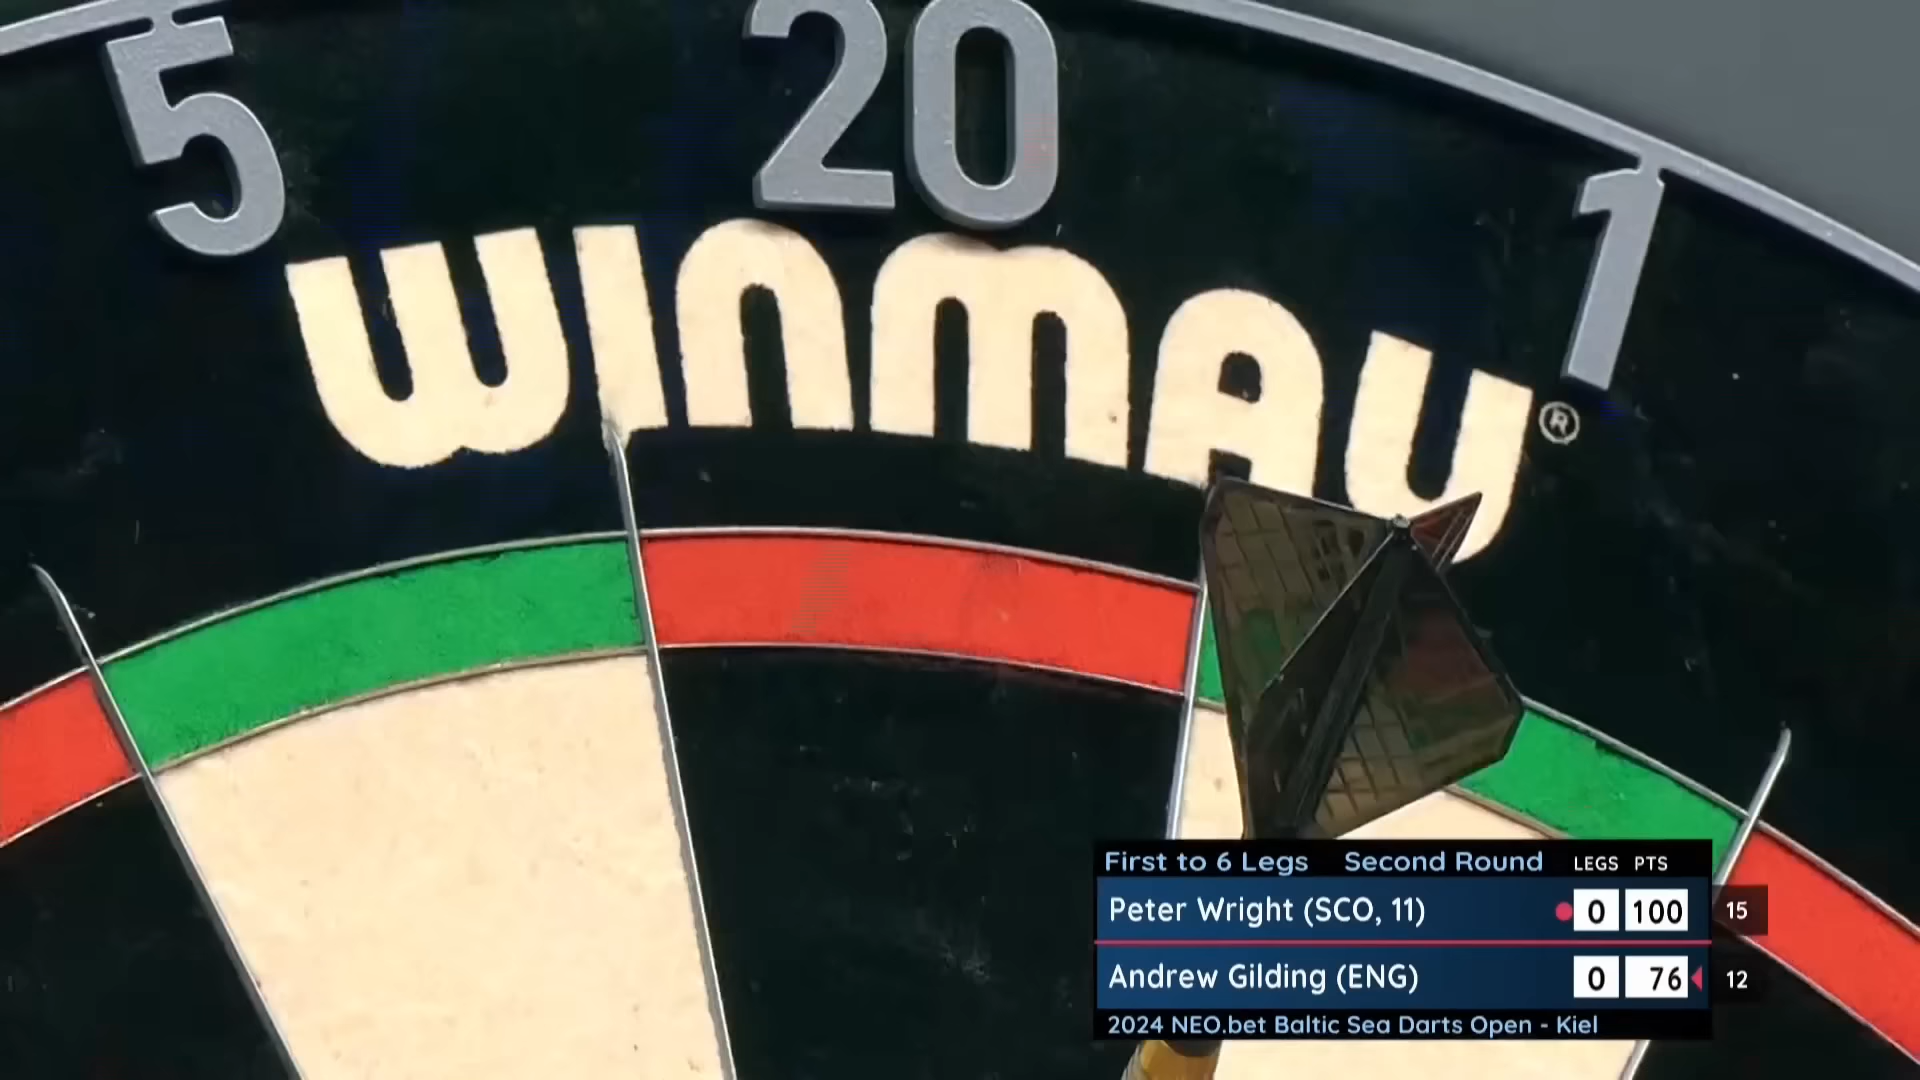 5 20 1
WINMAU®
First to 6 Legs Second Round LEGS PTS
Peter Wright (SCO, 11) 0 100 15
Andrew Gilding (ENG) 0 76 12
2024 NEO.bet Baltic Sea Darts Open - Kiel